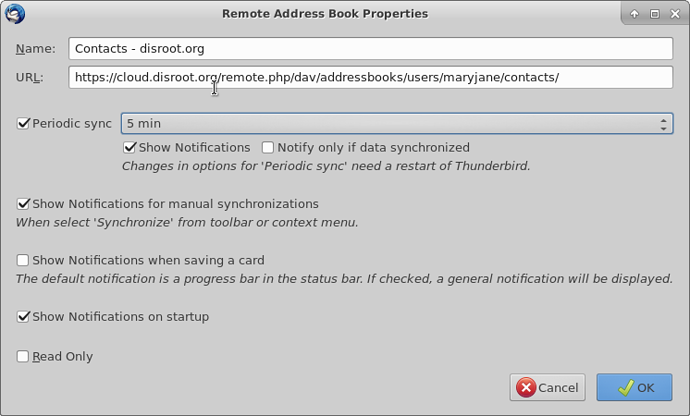 Remote Address Book Properties
Name: Contacts - disroot.org
URL: https://cloud.disroot.org/remote.php/dav/addressbooks/users/maryjane/contacts/
Periodic sync 5 min
Show Notifications Notify only if data synchronized
Changes in options for 'Periodic sync' need a restart of Thunderbird.
Show Notifications for manual synchronizations
When select 'Synchronize' from toolbar or context menu.
Show Notifications when saving a card
The default notification is a progress bar in the status bar. If checked, a general notification will be displayed.
Show Notifications on startup
Read Only
Cancel OK